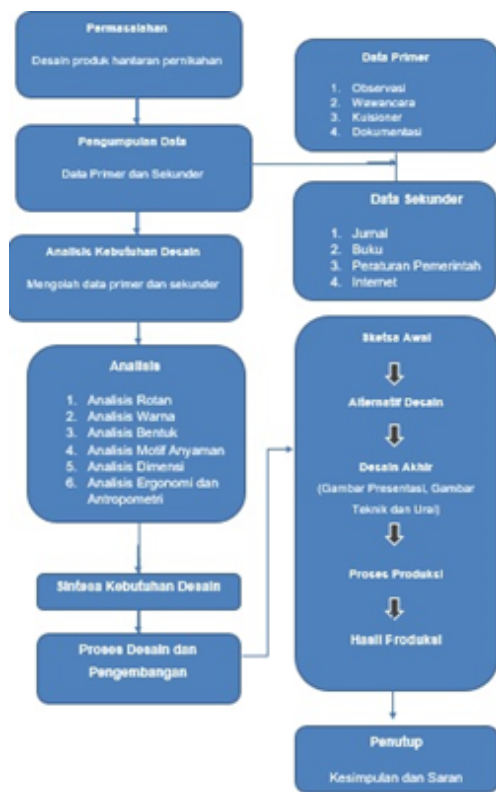 Permasalahan
Desain produk hantaran pernikahan
Pengumpulan Data
Data Primer dan Sekunder
Data Primer
1. Observasi
2. Wawancara
3. Kuisioner
4. Dokumentasi
Data Sekunder
1. Jurnal
2. Buku
3. Peraturan Pemerintah
4. Internet
Analisis Kebutuhan Desain
Mengolah data primer dan sekunder
Analisis
1. Analisis Rotan
2. Analisis Warna
3. Analisis Bentuk
4. Analisis Motif Anyaman
5. Analisis Dimensi
6. Analisis Ergonomi dan
Antropometri
Sintesa Kebutuhan Desain
Proses Desain dan
Pengembangan
Sketsa Awal
Alternatif Desain
Desain Akhir
(Gambar Presentasi, Gambar
Teknik dan Urai)
Proses Produksi
Hasil Produksi
Penutup
Kesimpulan dan Saran